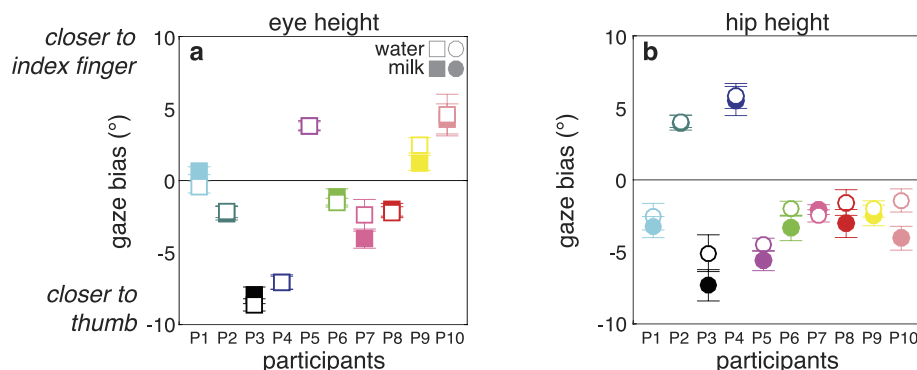 eye height
closer to
index finger
gaze bias (°)
closer to
thumb
10
5
0
-5
-10
a
water
milk
P1 P2 P3 P4 P5 P6 P7 P8 P9 P10
participants
hip height
gaze bias (°)
10
5
0
-5
-10
b
P1 P2 P3 P4 P5 P6 P7 P8 P9 P10
participants